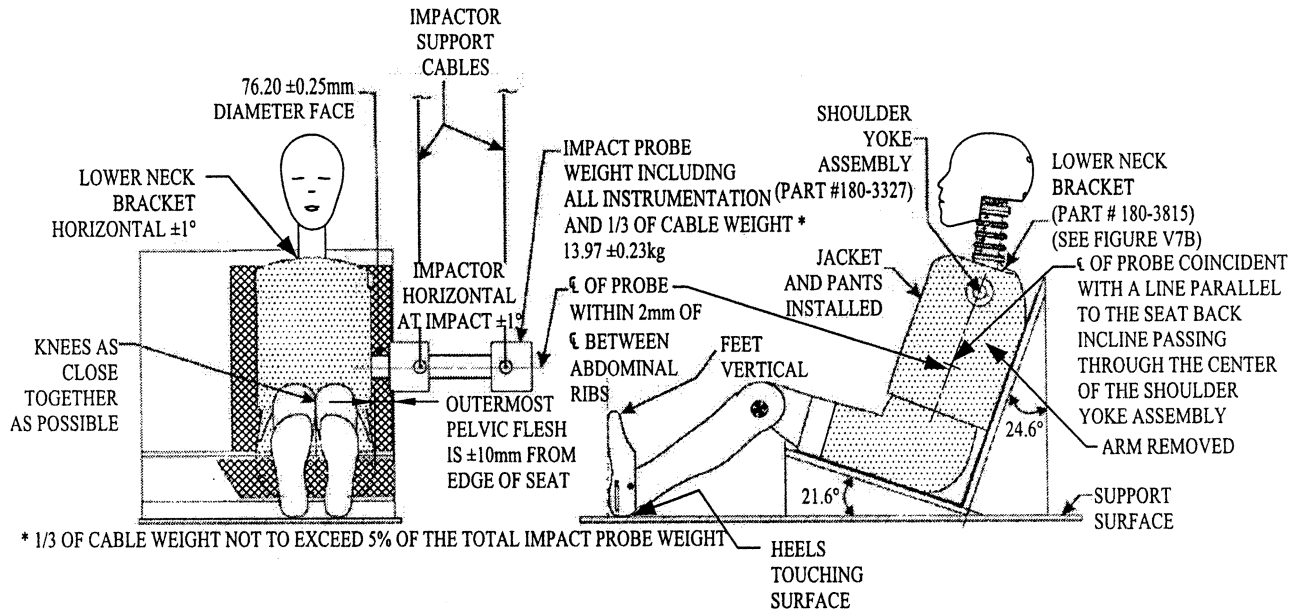 IMPACTOR
SUPPORT
CABLES
76.20 ±0.25mm
DIAMETER FACE
LOWER NECK
BRACKET
HORIZONTAL ±1°
KNEES AS
CLOSE
TOGETHER
AS POSSIBLE
IMPACT PROBE
WEIGHT INCLUDING
ALL INSTRUMENTATION
AND 1/3 OF CABLE WEIGHT *
13.97 ±0.23kg
IMPACTOR
HORIZONTAL
AT IMPACT ±1°
℄ OF PROBE
WITHIN 2mm OF
℄ BETWEEN
ABDOMINAL
RIBS
OUTERMOST
PELVIC FLESH
IS ±10mm FROM
EDGE OF SEAT
SHOULDER
YOKE
ASSEMBLY
(PART #180-3327)
LOWER NECK
BRACKET
(PART # 180-3815)
(SEE FIGURE V7B)
JACKET
AND PANTS
INSTALLED
℄ OF PROBE COINCIDENT
WITH A LINE PARALLEL
TO THE SEAT BACK
INCLINE PASSING
THROUGH THE CENTER
OF THE SHOULDER
YOKE ASSEMBLY
FEET
VERTICAL
24.6°
ARM REMOVED
21.6°
SUPPORT
SURFACE
* 1/3 OF CABLE WEIGHT NOT TO EXCEED 5% OF THE TOTAL IMPACT PROBE WEIGHT
HEELS
TOUCHING
SURFACE